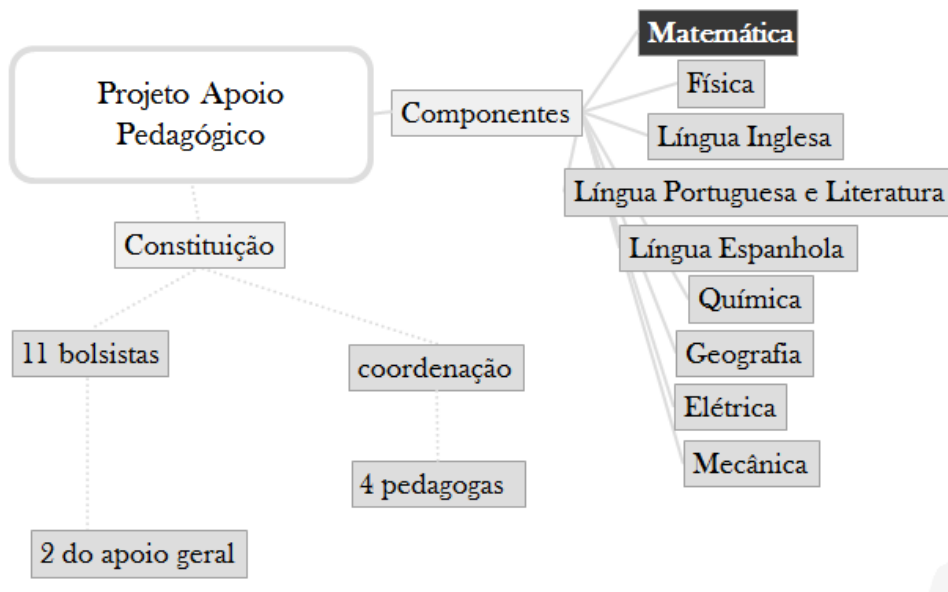 Projeto Apoio
Pedagógico
Componentes
Matemática
Física
Língua Inglesa
Língua Portuguesa e Literatura
Língua Espanhola
Química
Geografia
Elétrica
Mecânica
Constituição
11 bolsistas
2 do apoio geral
coordenação
4 pedagogas